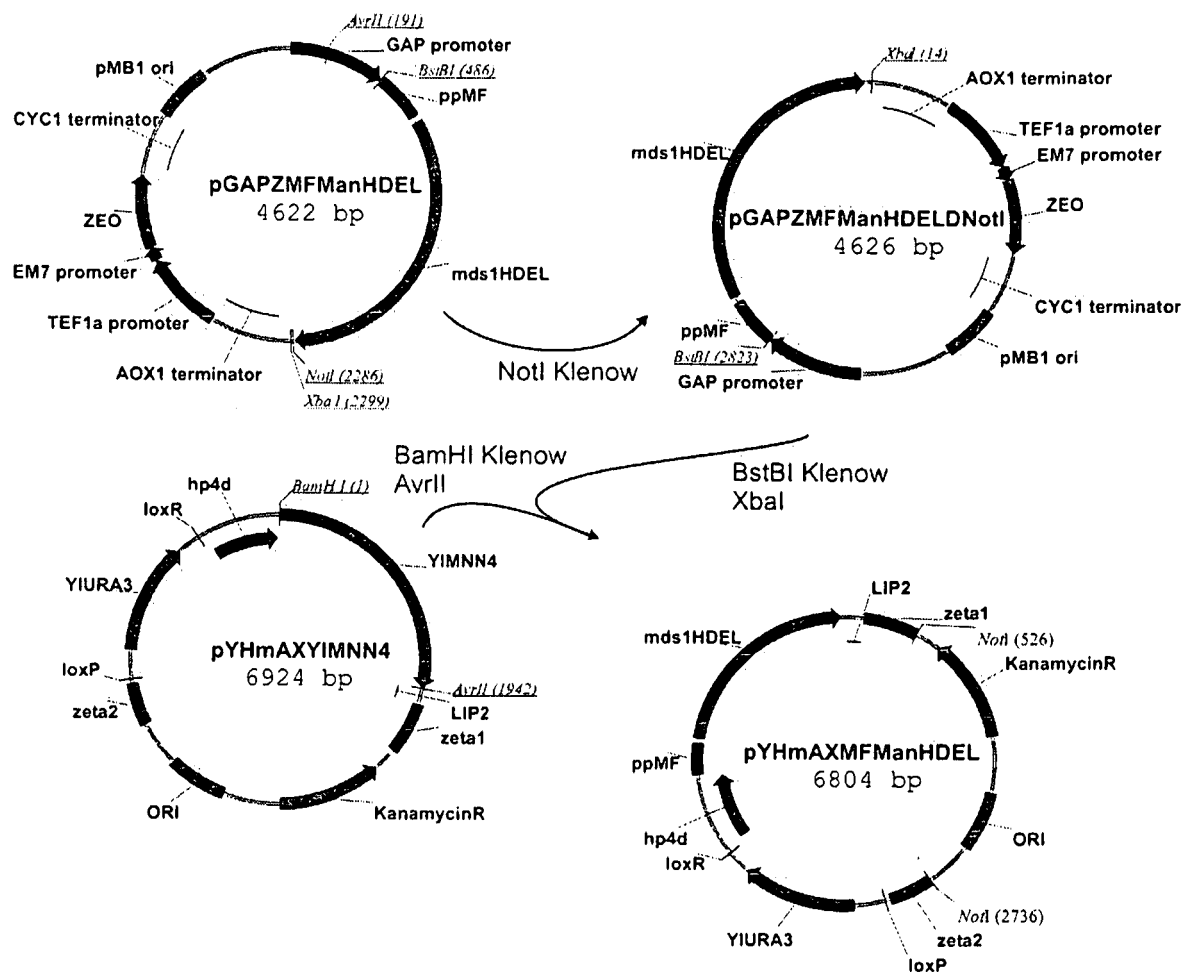 AvrII (191)
GAP promoter
BstBI (486)
ppMF
pMB1 ori
CYC1 terminator
pGAPZMFManHDEL
4622 bp
ZEO
EM7 promoter
mds1HDEL
TEF1a promoter
AOX1 terminator
NotI (2286)
XbaI (2299)
NotI Klenow
XbaI (14)
AOX1 terminator
TEF1a promoter
mds1HDEL
EM7 promoter
pGAPZMFManHDELDNotI
4626 bp
ZEO
CYC1 terminator
ppMF
BstBI (2823)
pMB1 ori
GAP promoter
BamHI Klenow
AvrII
BstBI Klenow
XbaI
hp4d
BamHI (1)
loxR
YlMNN4
YlURA3
pYHmAXYlMNN4
6924 bp
loxP
AvrII (1942)
zeta2
LIP2
zeta1
ORI
KanamycinR
LIP2
zeta1
mds1HDEL
NotI (526)
KanamycinR
ppMF
pYHmAXMFManHDEL
6804 bp
hp4d
ORI
loxR
NotI (2736)
YlURA3
zeta2
loxP